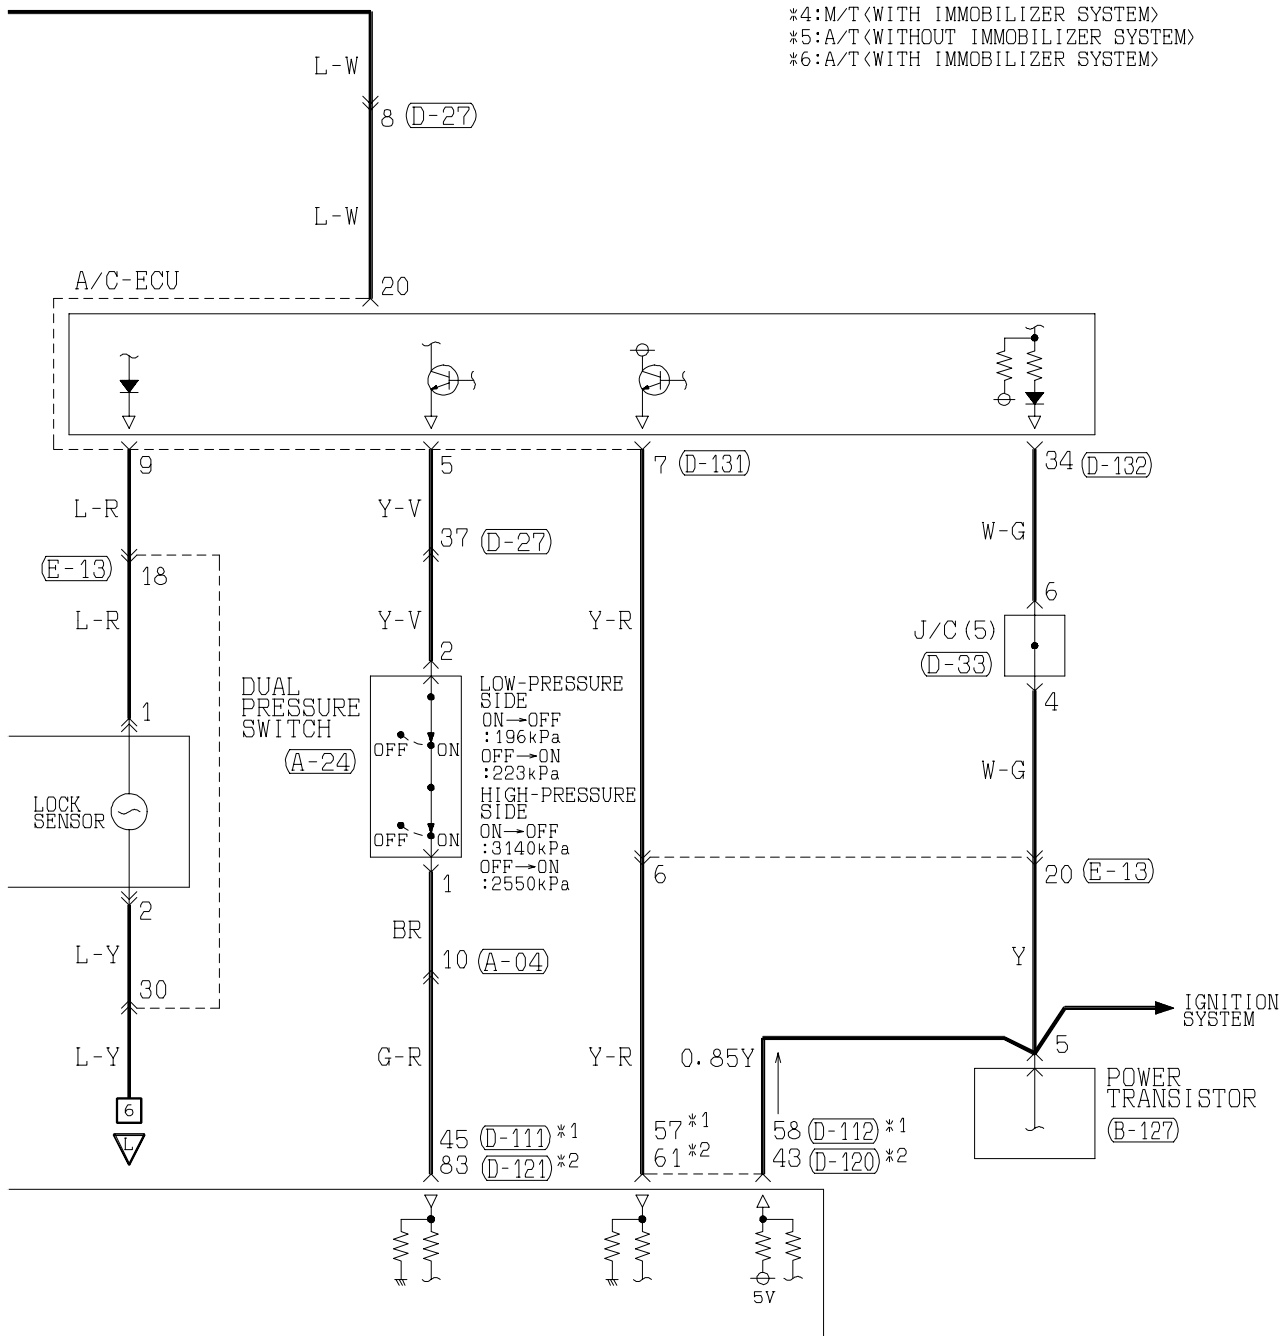 *4:M/T<WITH IMMOBILIZER SYSTEM>
*5:A/T<WITHOUT IMMOBILIZER SYSTEM>
*6:A/T<WITH IMMOBILIZER SYSTEM>
L-W
8 D-27
L-W
A/C-ECU
20
9
5
7 D-131
34 D-132
L-R
Y-V
W-G
37 D-27
E-13
18
6
L-R
Y-V
Y-R
J/C(5)
D-33
2
4
DUAL
PRESSURE
SWITCH
A-24
LOW-PRESSURE
SIDE
ON→OFF
:196kPa
OFF→ON
:223kPa
HIGH-PRESSURE
SIDE
ON→OFF
:3140kPa
OFF→ON
:2550kPa
1
OFF ON
OFF ON
W-G
LOCK
SENSOR
1
6
20 E-13
2
BR
L-Y
10 A-04
Y
30
IGNITION
SYSTEM
L-Y
G-R
Y-R
0.85Y
5
POWER
TRANSISTOR
B-127
6
L
45 D-111 *1
83 D-121 *2
57 *1
61 *2
58 D-112 *1
43 D-120 *2
5V